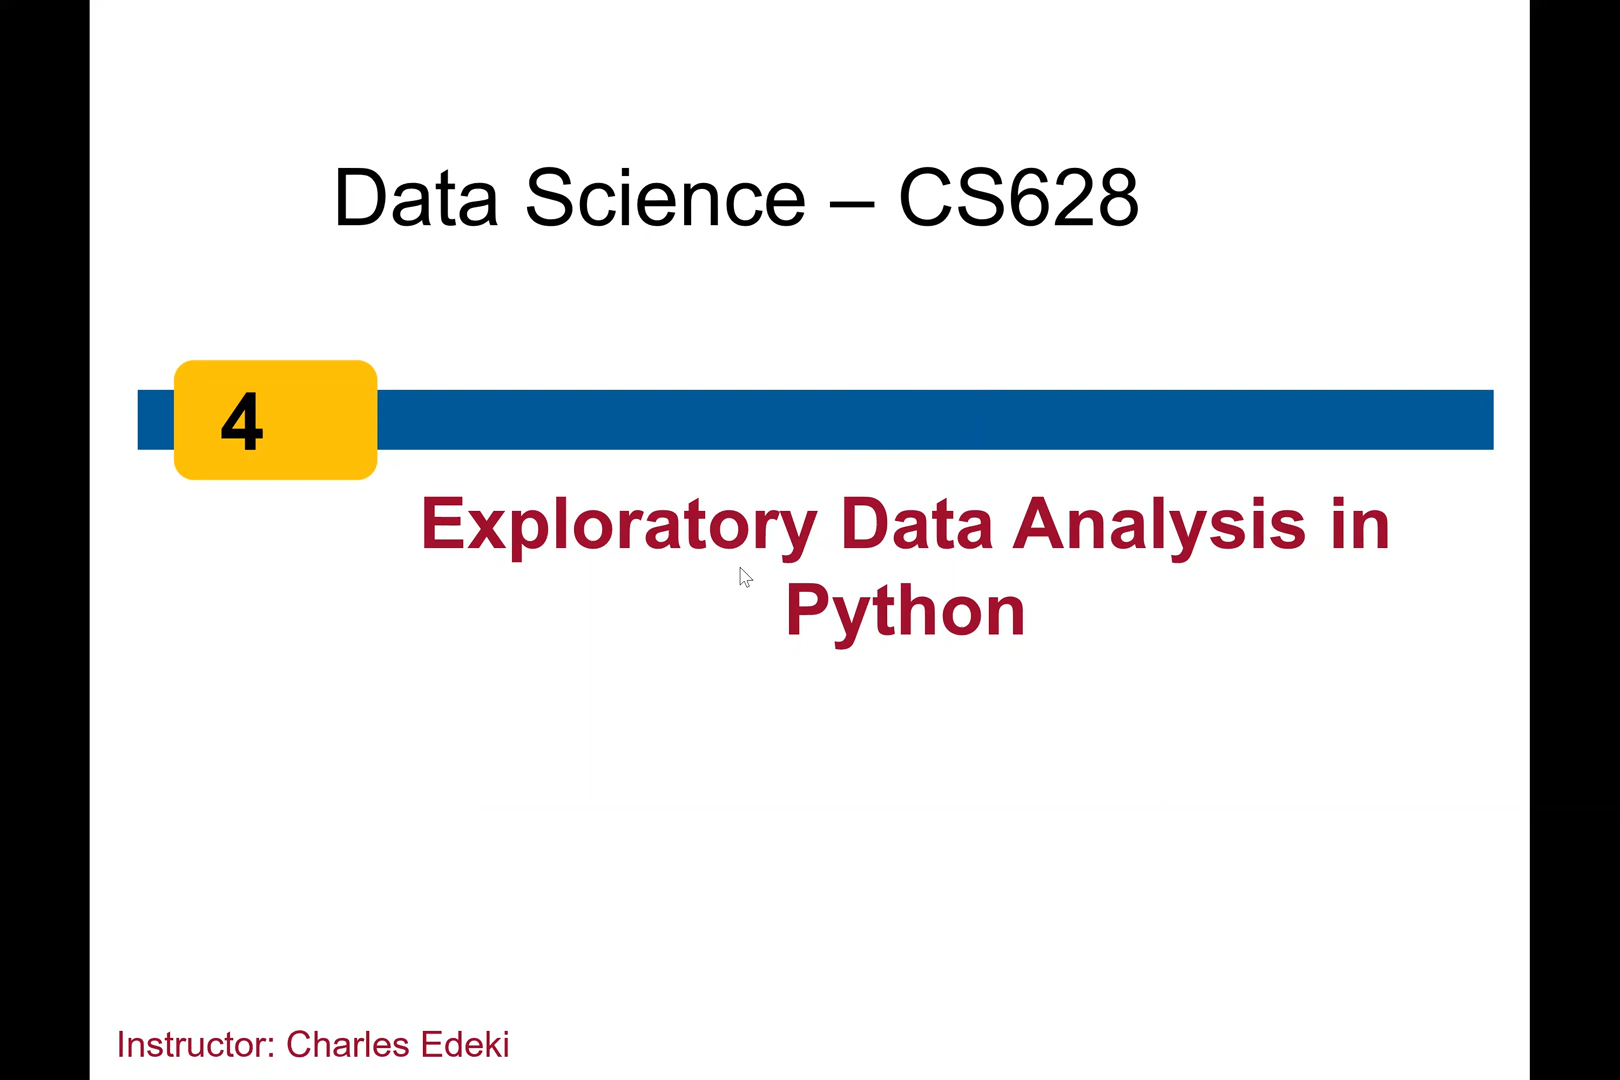 Data Science – CS628
4
Exploratory Data Analysis in
Python
Instructor: Charles Edeki